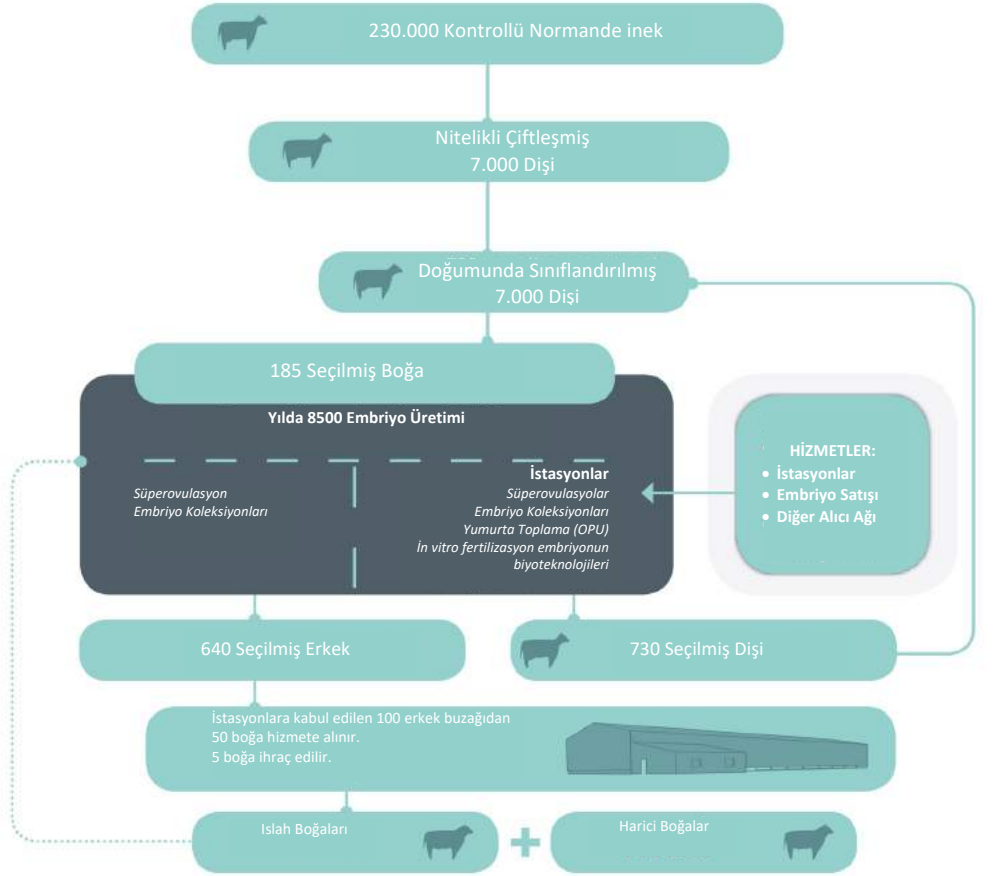 230.000 Kontrollü Normande inek
Nitelikli Çiftleşmiş
7.000 Dişi
Doğumunda Sınıflandırılmış
7.000 Dişi
185 Seçilmiş Boğa
Yılda 8500 Embriyo Üretimi
Süperovulasyon
Embriyo Koleksiyonları
İstasyonlar
Süperovulasyolar
Embriyo Koleksiyonları
Yumurta Toplama (OPU)
İn vitro fertilizasyon embriyonun
biyoteknolojileri
HİZMETLER:
• İstasyonlar
• Embriyo Satışı
• Diğer Alıcı Ağı
640 Seçilmiş Erkek
730 Seçilmiş Dişi
İstasyonlara kabul edilen 100 erkek buzağıdan
50 boğa hizmete alınır.
5 boğa ihraç edilir.
Islah Boğaları
+
Harici Boğalar